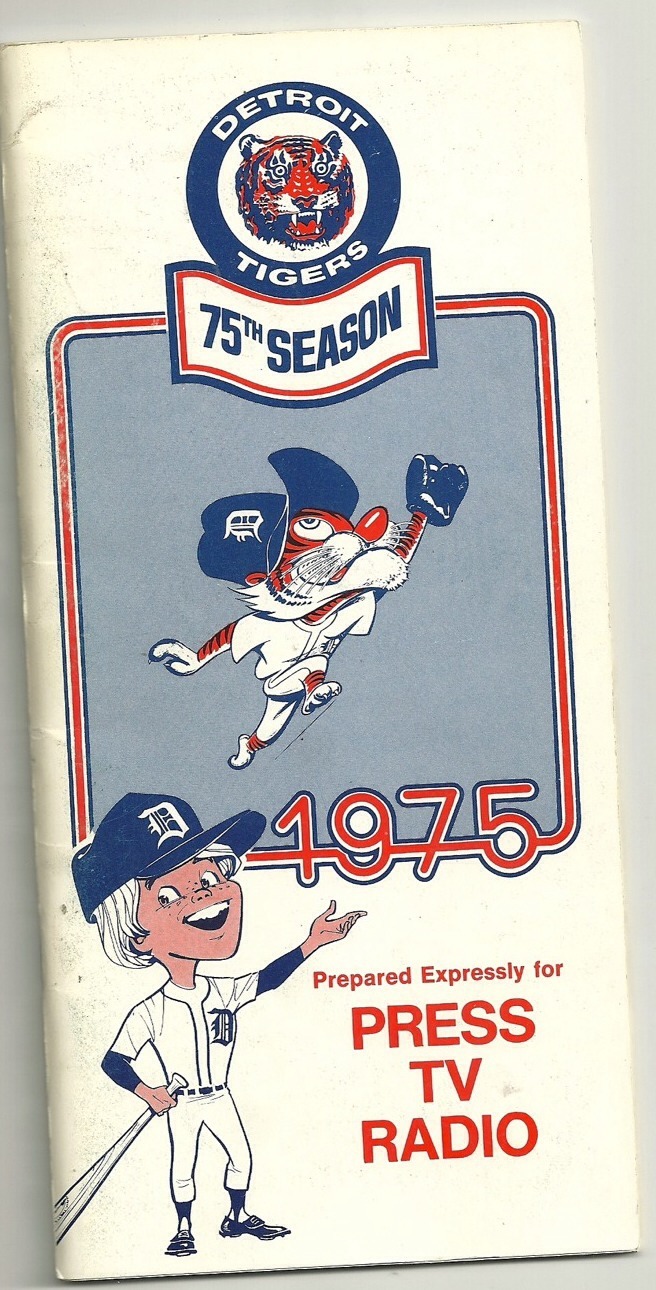 DETROIT
TIGERS
75TH SEASON
D
D
1975
D
D
Prepared Expressly for
PRESS
TV
RADIO